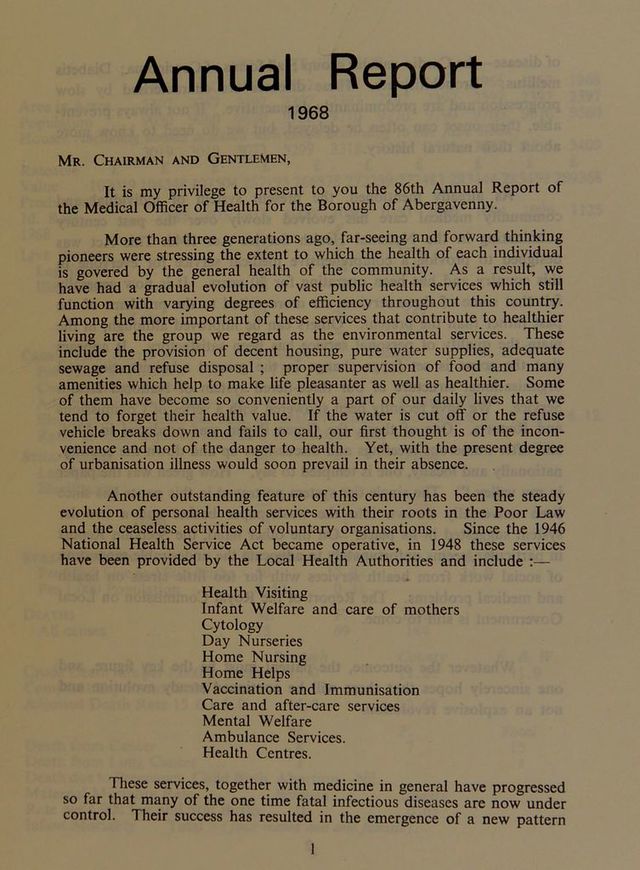 Annual Report
1968
MR. CHAIRMAN AND GENTLEMEN,
It is my privilege to present to you the 86th Annual Report of
the Medical Officer of Health for the Borough of Abergavenny.
More than three generations ago, far-seeing and forward thinking
pioneers were stressing the extent to which the health of each individual
is govered by the general health of the community. As a result, we
have had a gradual evolution of vast public health services which still
function with varying degrees of efficiency throughout this country.
Among the more important of these services that contribute to healthier
living are the group we regard as the environmental services. These
include the provision of decent housing, pure water supplies, adequate
sewage and refuse disposal ; proper supervision of food and many
amenities which help to make life pleasanter as well as healthier. Some
of them have become so conveniently a part of our daily lives that we
tend to forget their health value. If the water is cut off or the refuse
vehicle breaks down and fails to call, our first thought is of the incon-
venience and not of the danger to health. Yet, with the present degree
of urbanisation illness would soon prevail in their absence.
Another outstanding feature of this century has been the steady
evolution of personal health services with their roots in the Poor Law
and the ceaseless activities of voluntary organisations. Since the 1946
National Health Service Act became operative, in 1948 these services
have been provided by the Local Health Authorities and include :—
Health Visiting
Infant Welfare and care of mothers
Cytology
Day Nurseries
Home Nursing
Home Helps
Vaccination and Immunisation
Care and after-care services
Mental Welfare
Ambulance Services.
Health Centres.
These services, together with medicine in general have progressed
so far that many of the one time fatal infectious diseases are now under
control. Their success has resulted in the emergence of a new pattern
1